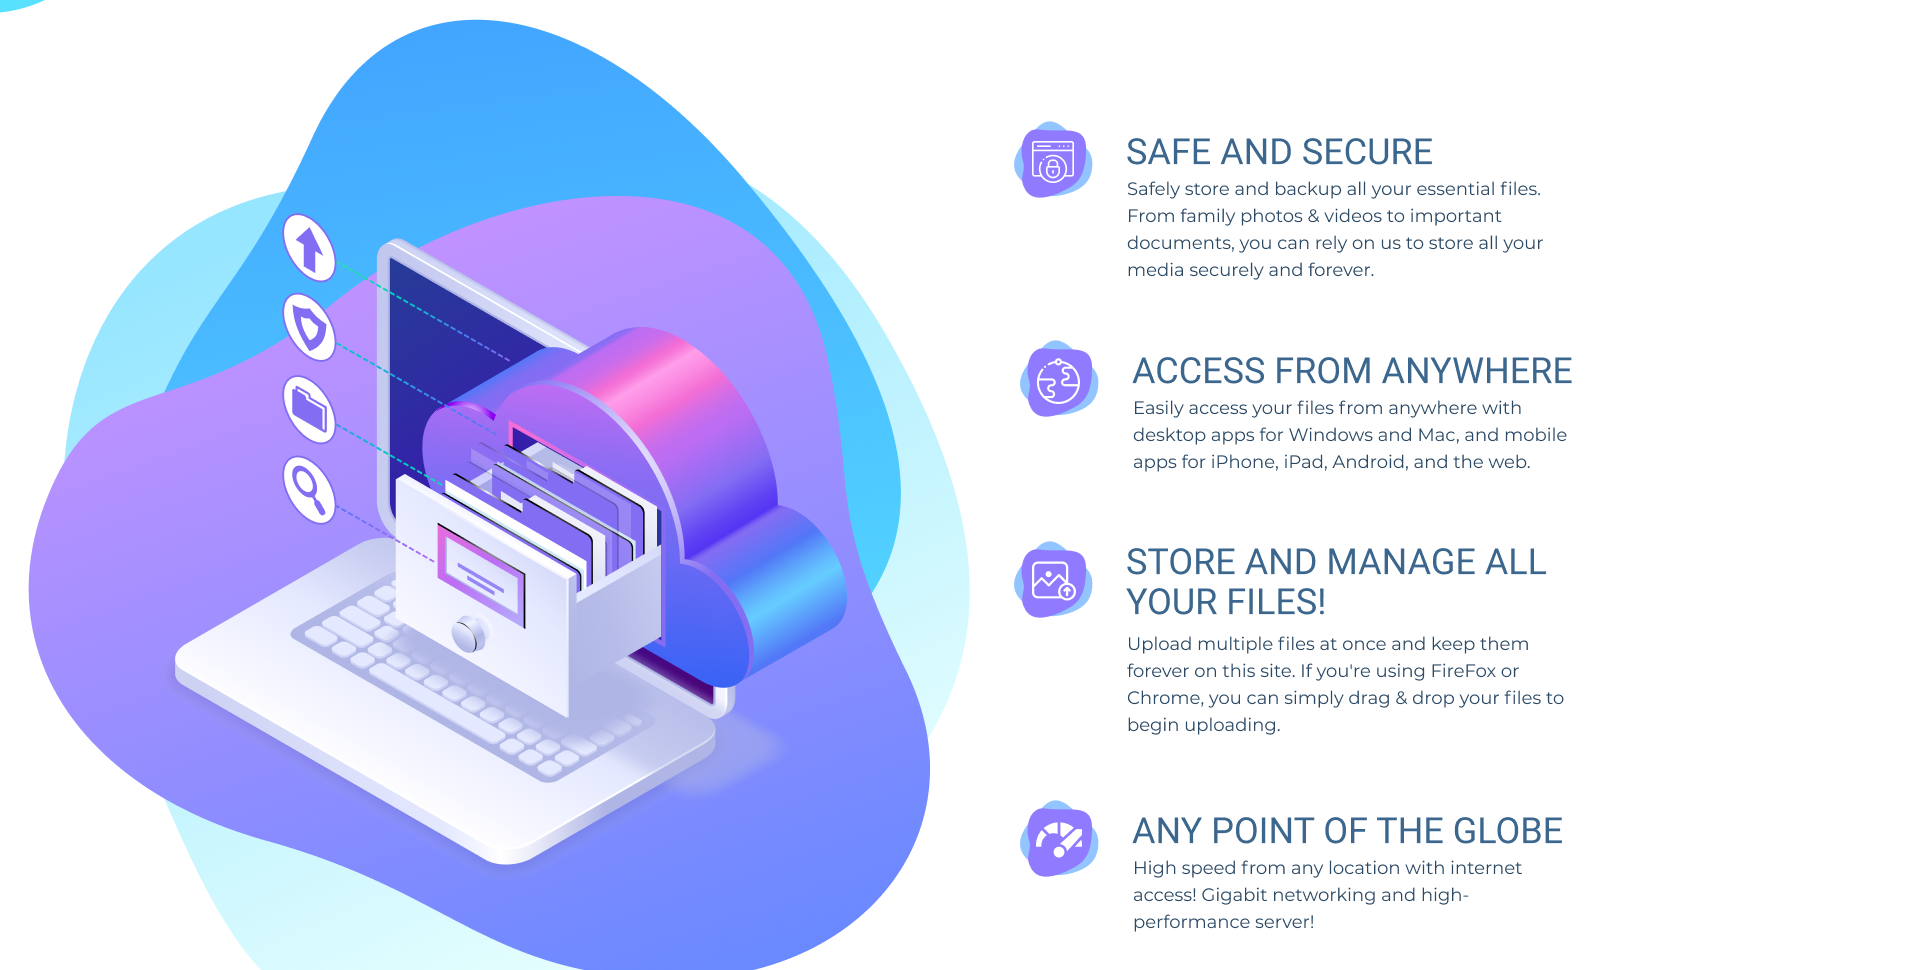 SAFE AND SECURE
Safely store and backup all your essential files.
From family photos & videos to important
documents, you can rely on us to store all your
media securely and forever.
ACCESS FROM ANYWHERE
Easily access your files from anywhere with
desktop apps for Windows and Mac, and mobile
apps for iPhone, iPad, Android, and the web.
STORE AND MANAGE ALL
YOUR FILES!
Upload multiple files at once and keep them
forever on this site. If you're using FireFox or
Chrome, you can simply drag & drop your files to
begin uploading.
ANY POINT OF THE GLOBE
High speed from any location with internet
access! Gigabit networking and high-
performance server!